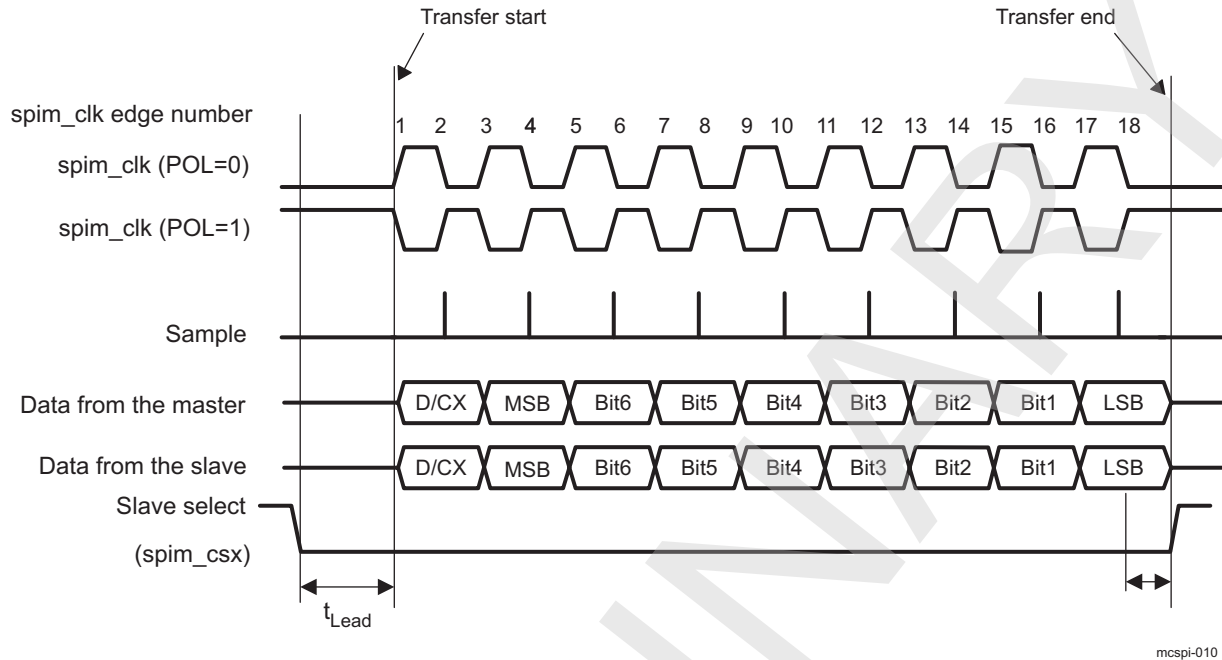 Transfer start
Transfer end
spim_clk edge number
1 2 3 4 5 6 7 8 9 10 11 12 13 14 15 16 17 18
spim_clk (POL=0)
spim_clk (POL=1)
Sample
Data from the master
D/CX MSB Bit6 Bit5 Bit4 Bit3 Bit2 Bit1 LSB
Data from the slave
D/CX MSB Bit6 Bit5 Bit4 Bit3 Bit2 Bit1 LSB
Slave select
(spim_csx)
tLead
mcspi-010
INARY